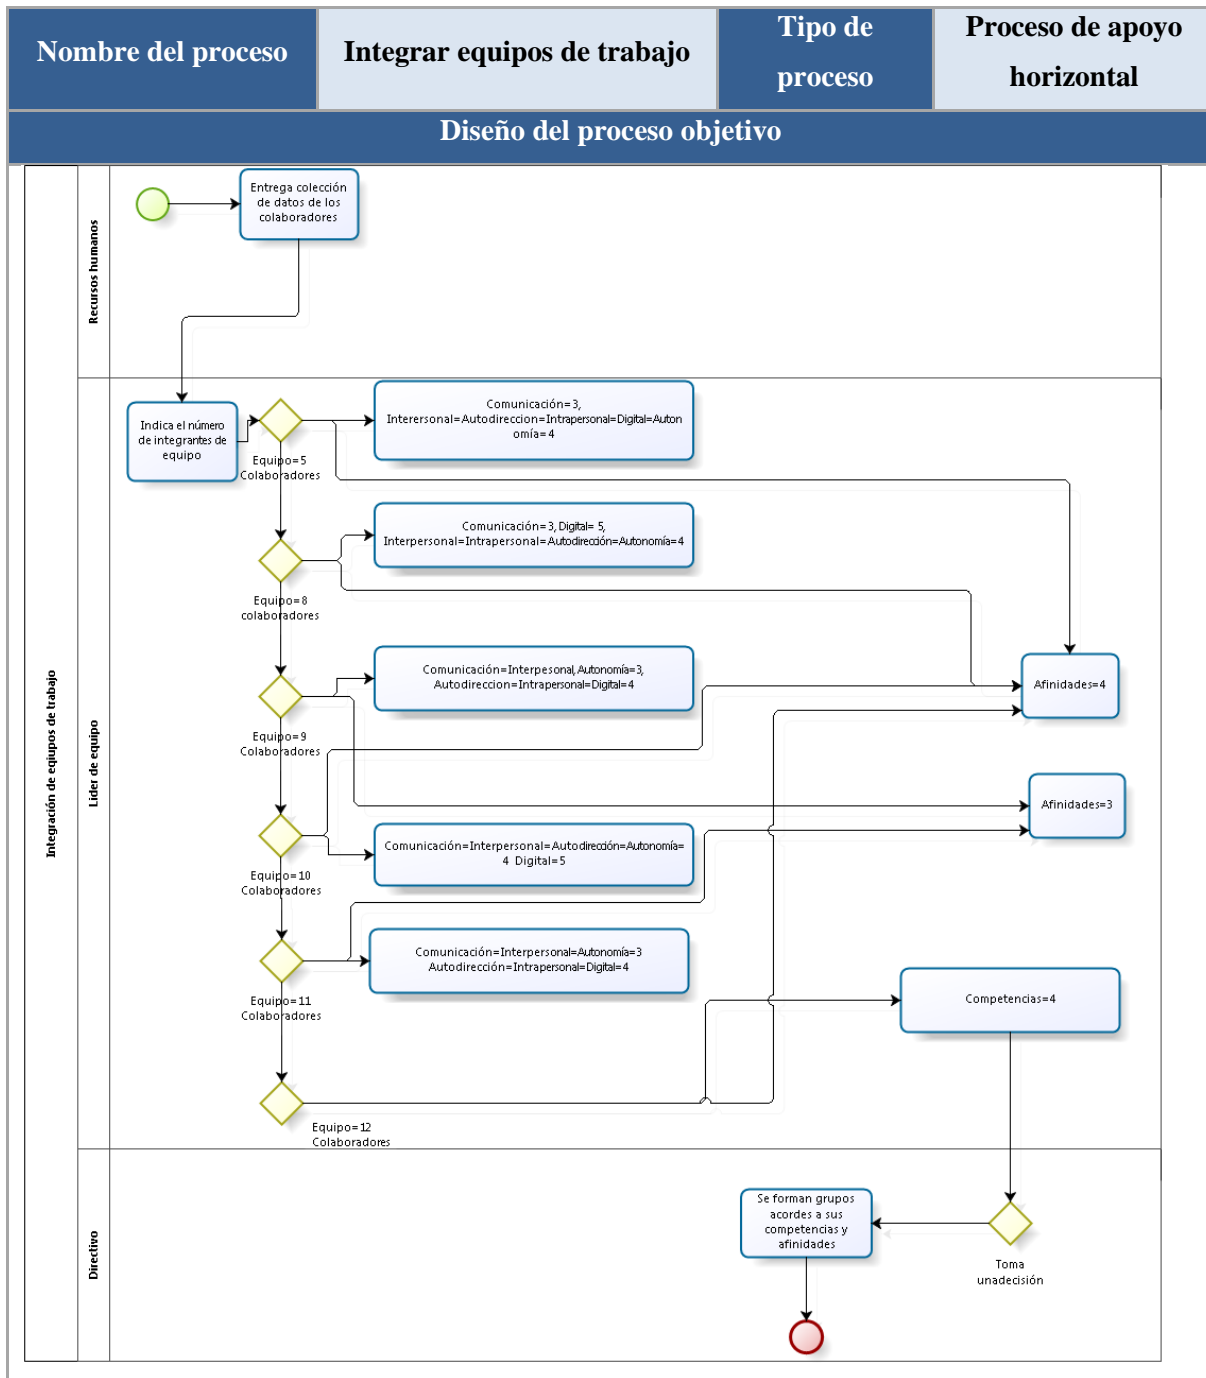 Nombre del proceso
Integrar equipos de trabajo
Tipo de
proceso
Proceso de apoyo
horizontal
Diseño del proceso objetivo
Integración de eqiupos de trabajo
Recursos humanos
Entrega colección
de datos de los
colaboradores
Lider de equipo
Indica el número
de integrantes de
equipo
Equipo=5
Colaboradores
Comunicación=3,
Interersonal=Autodireccion=Intrapersonal=Digital=Auton
omía=4
Equipo=8
colaboradores
Comunicación=3, Digital= 5,
Interpersonal=Intrapersonal=Autodirección=Autonomía=4
Equipo=9
Colaboradores
Comunicación=Interpesonal, Autonomía=3,
Autodireccion=Intrapersonal=Digital=4
Afinidades=4
Afinidades=3
Equipo=10
Colaboradores
Comunicación=Interpersonal=Autodirección=Autonomía=
4 Digital=5
Equipo=11
Colaboradores
Comunicación=Interpersonal=Autonomía=3
Autodirección=Intrapersonal=Digital=4
Competencias=4
Equipo=12
Colaboradores
Directivo
Se forman grupos
acordes a sus
competencias y
afinidades
Toma
unadecisión